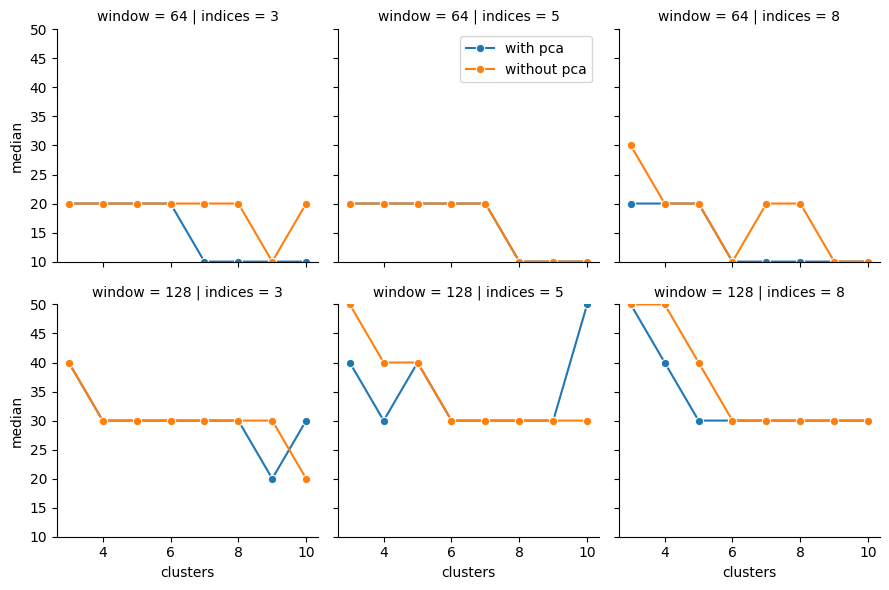 window = 64 | indices = 3
window = 64 | indices = 5
window = 64 | indices = 8
50
45
40
35
30
25
20
15
10
median
with pca
without pca
window = 128 | indices = 3
window = 128 | indices = 5
window = 128 | indices = 8
50
45
40
35
30
25
20
15
10
median
4 6 8 10
4 6 8 10
4 6 8 10
clusters
clusters
clusters